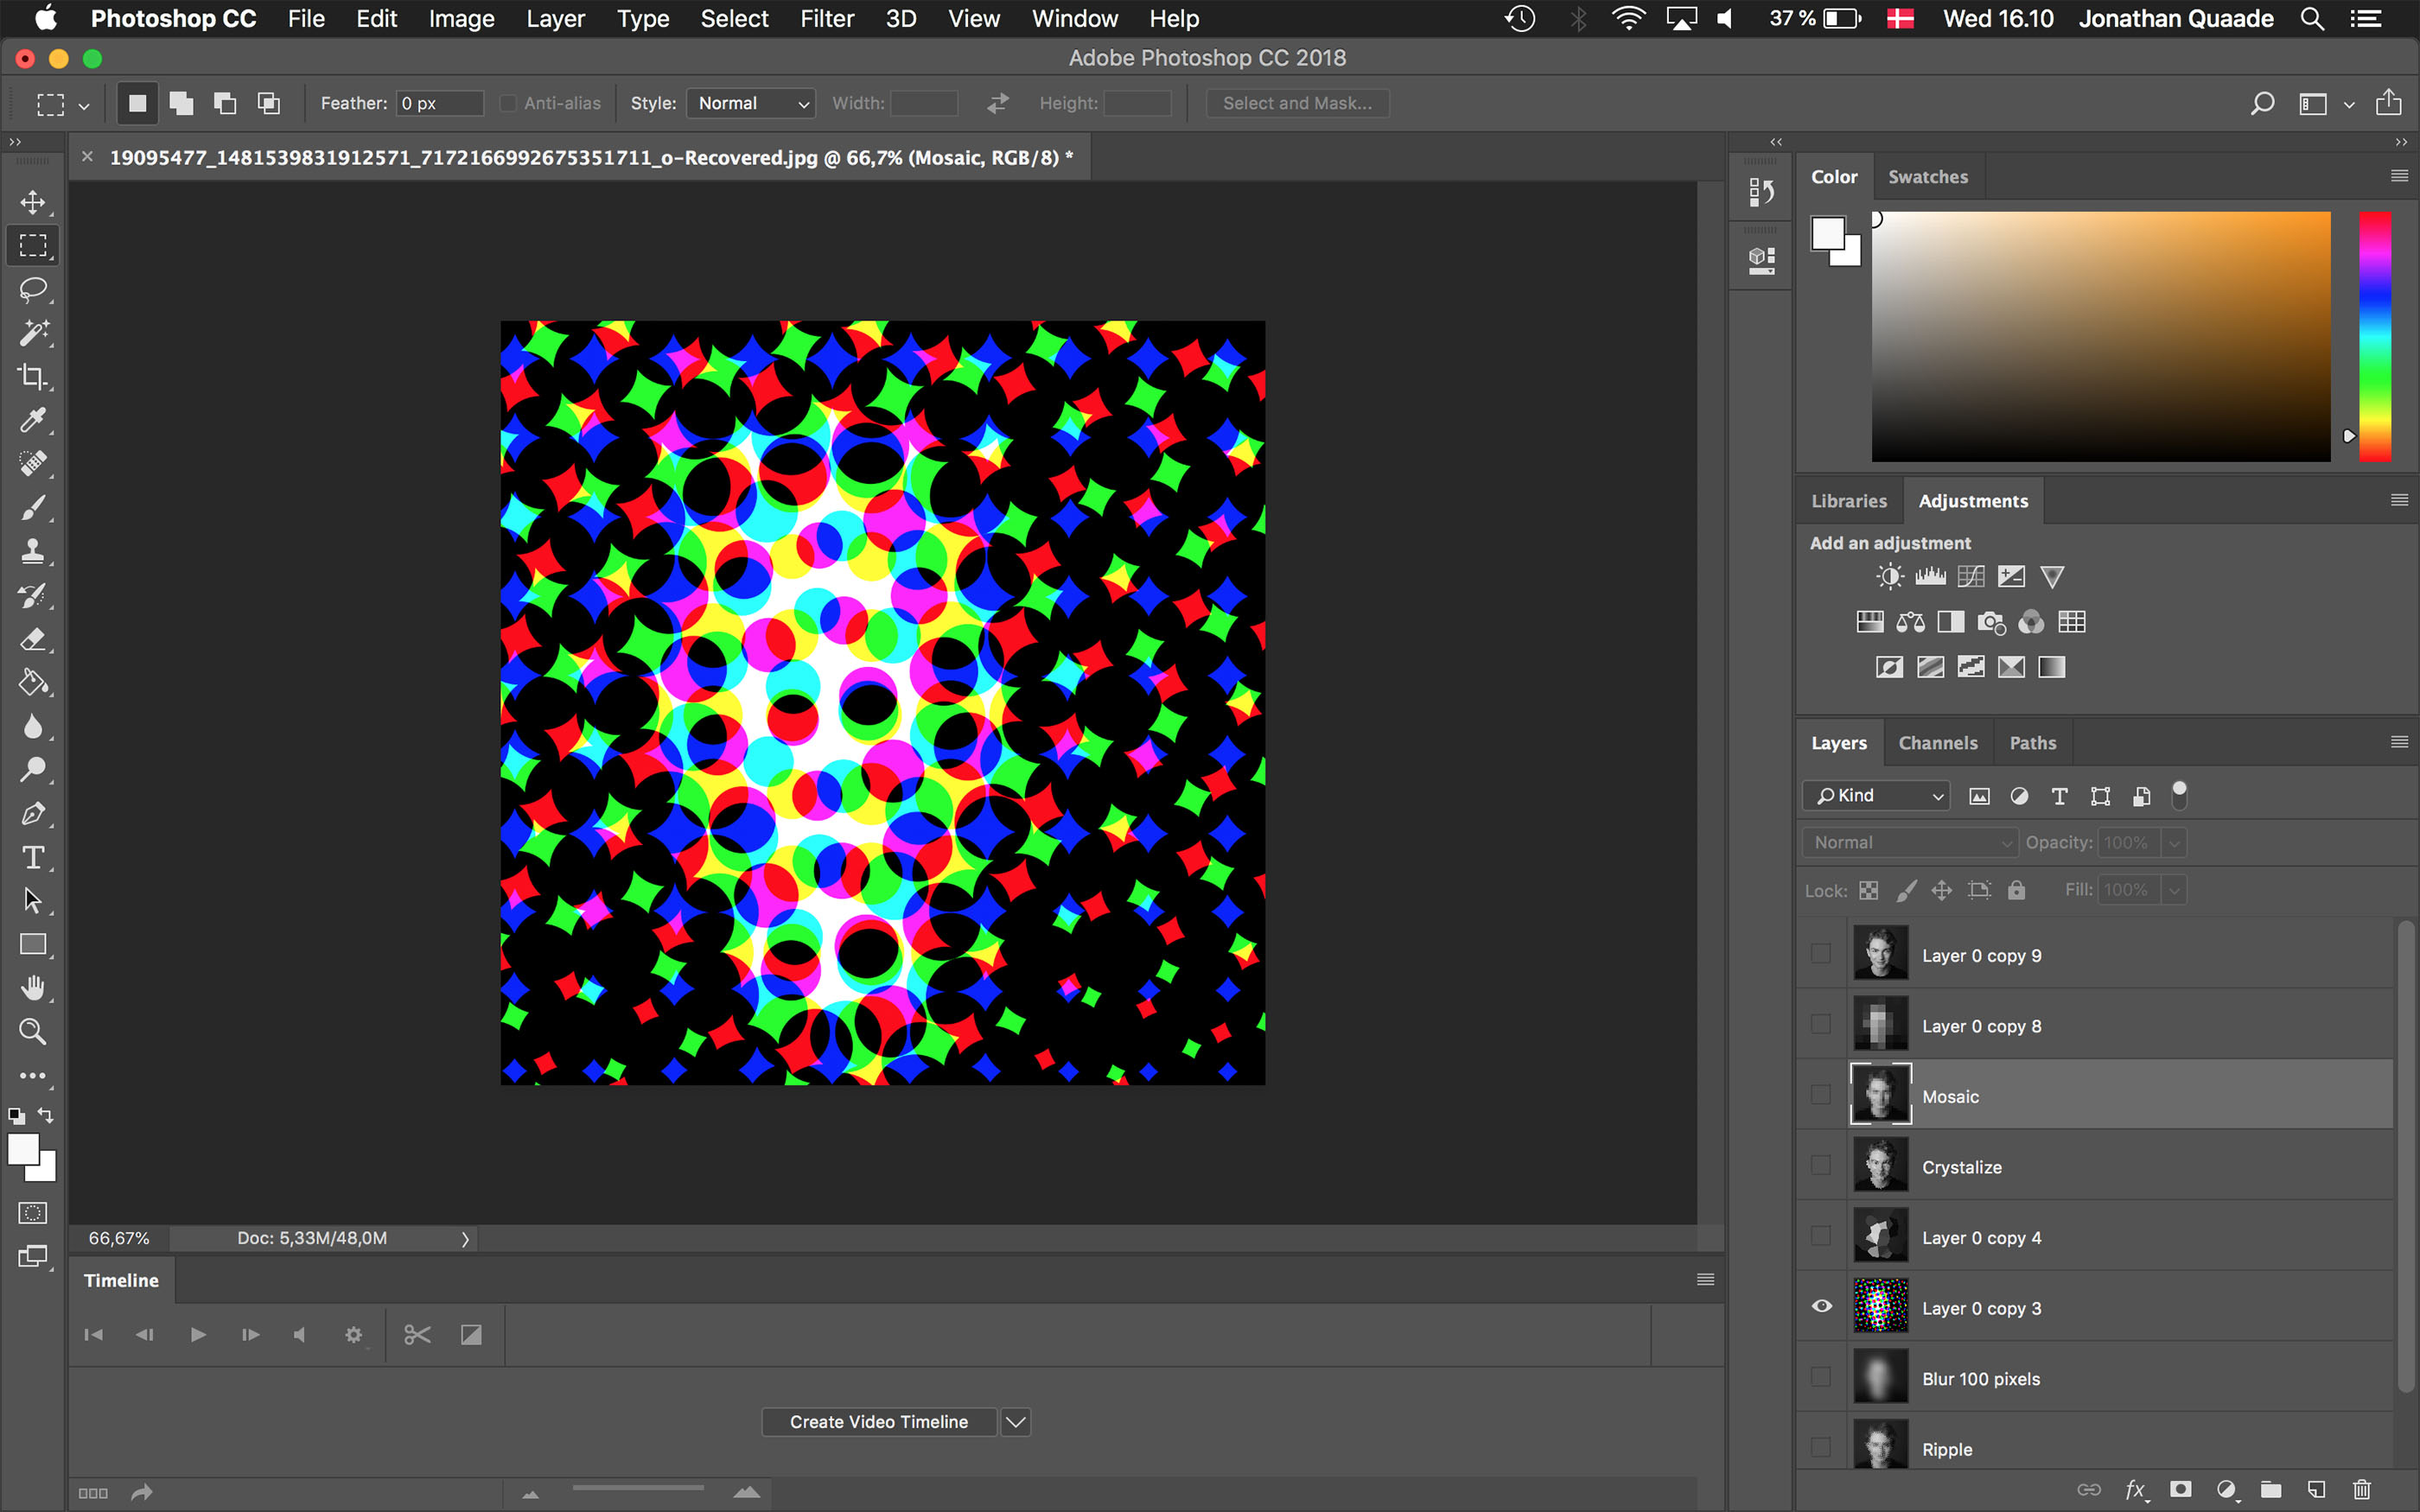 Photoshop CC File Edit Image Layer Type Select Filter 3D View Window Help 37 % Wed 16.10 Jonathan Quaade
Adobe Photoshop CC 2018
Feather: 0 px Anti-alias Style: Normal Width: Height: Select and Mask...
19095477_1481539831912571_7172166992675351711_o-Recovered.jpg @ 66,7% (Mosaic, RGB/8) *
Color Swatches
Libraries Adjustments
Add an adjustment
Layers Channels Paths
Kind
Normal Opacity: 100%
Lock: Fill: 100%
Layer 0 copy 9
Layer 0 copy 8
Mosaic
Crystalize
Layer 0 copy 4
Layer 0 copy 3
Blur 100 pixels
Ripple
fx
66,67% Doc: 5,33M/48,0M
Timeline
Create Video Timeline